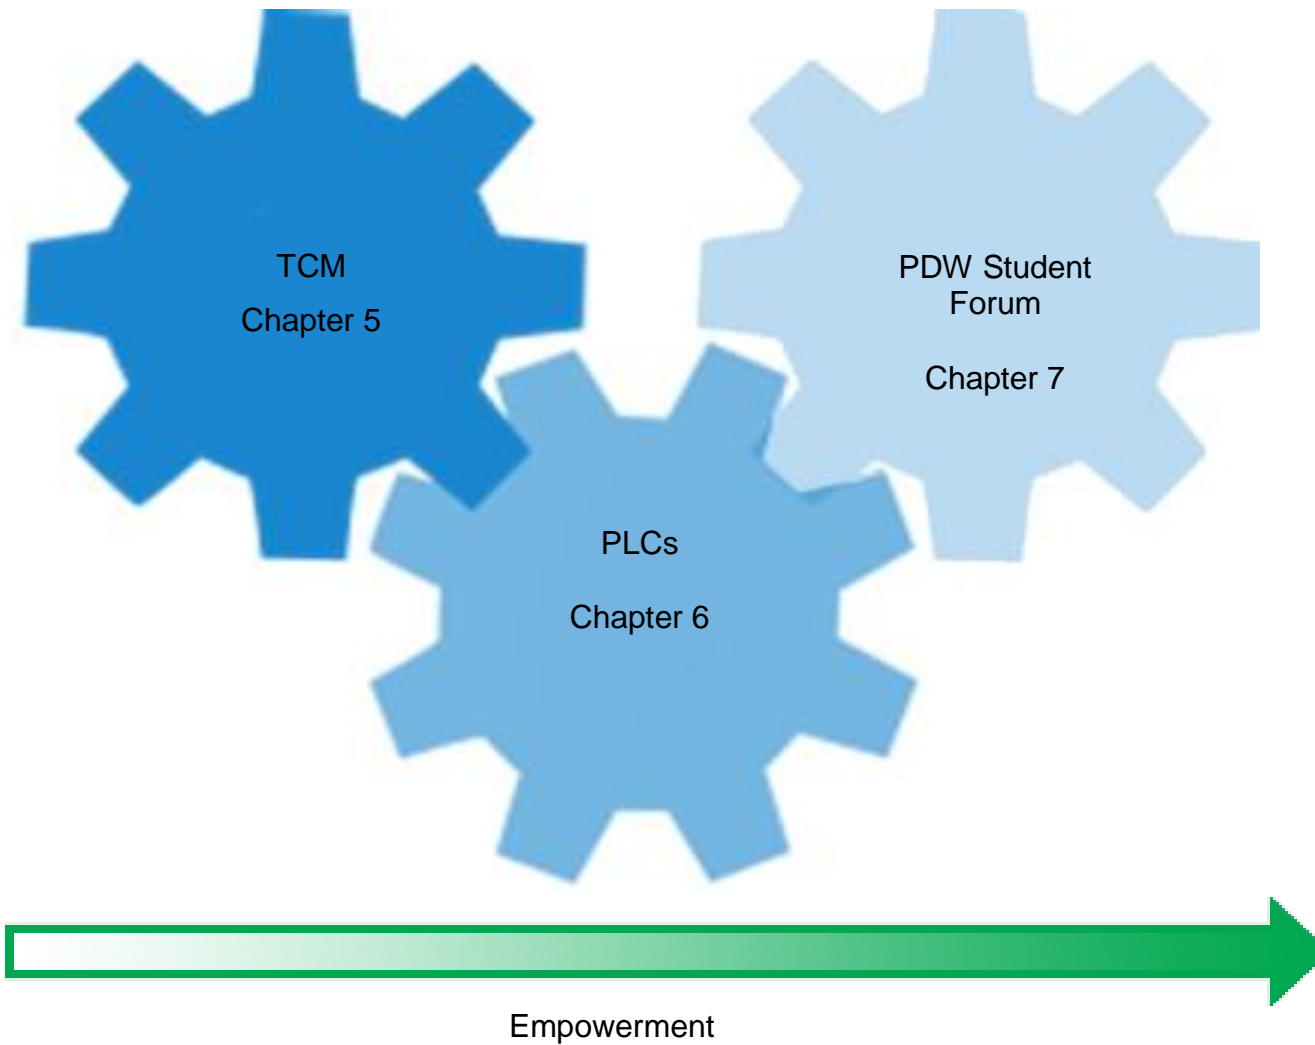 TCM
Chapter 5
PDW Student
Forum
Chapter 7
PLCs
Chapter 6
Empowerment